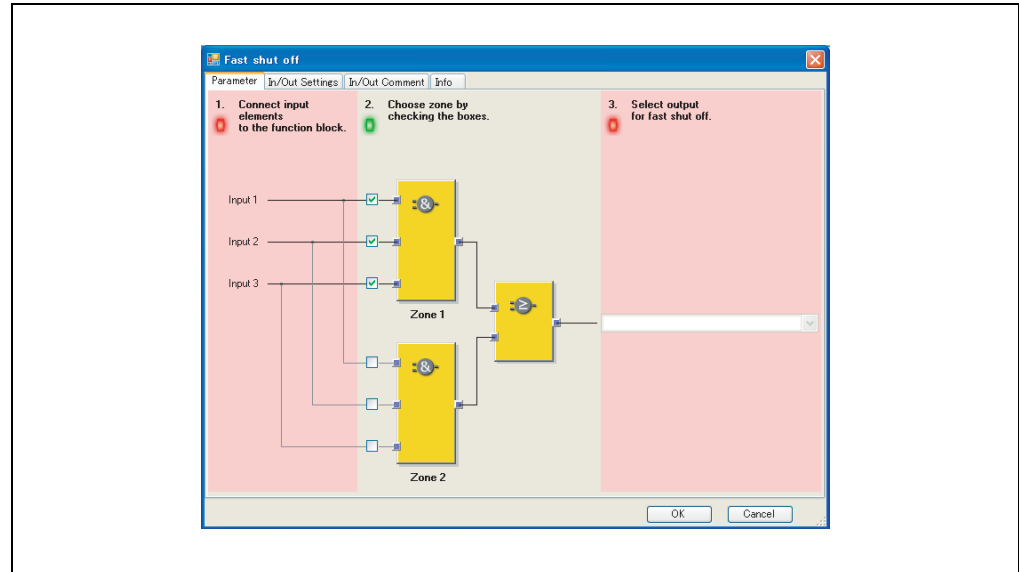 Fast shut off
Parameter In/Out Settings In/Out Comment Info
1. Connect input
elements
to the function block.
2. Choose zone by
checking the boxes.
3. Select output
for fast shut off.
Input 1
Input 2
Input 3
&
Zone 1
≥
&
Zone 2
OK Cancel